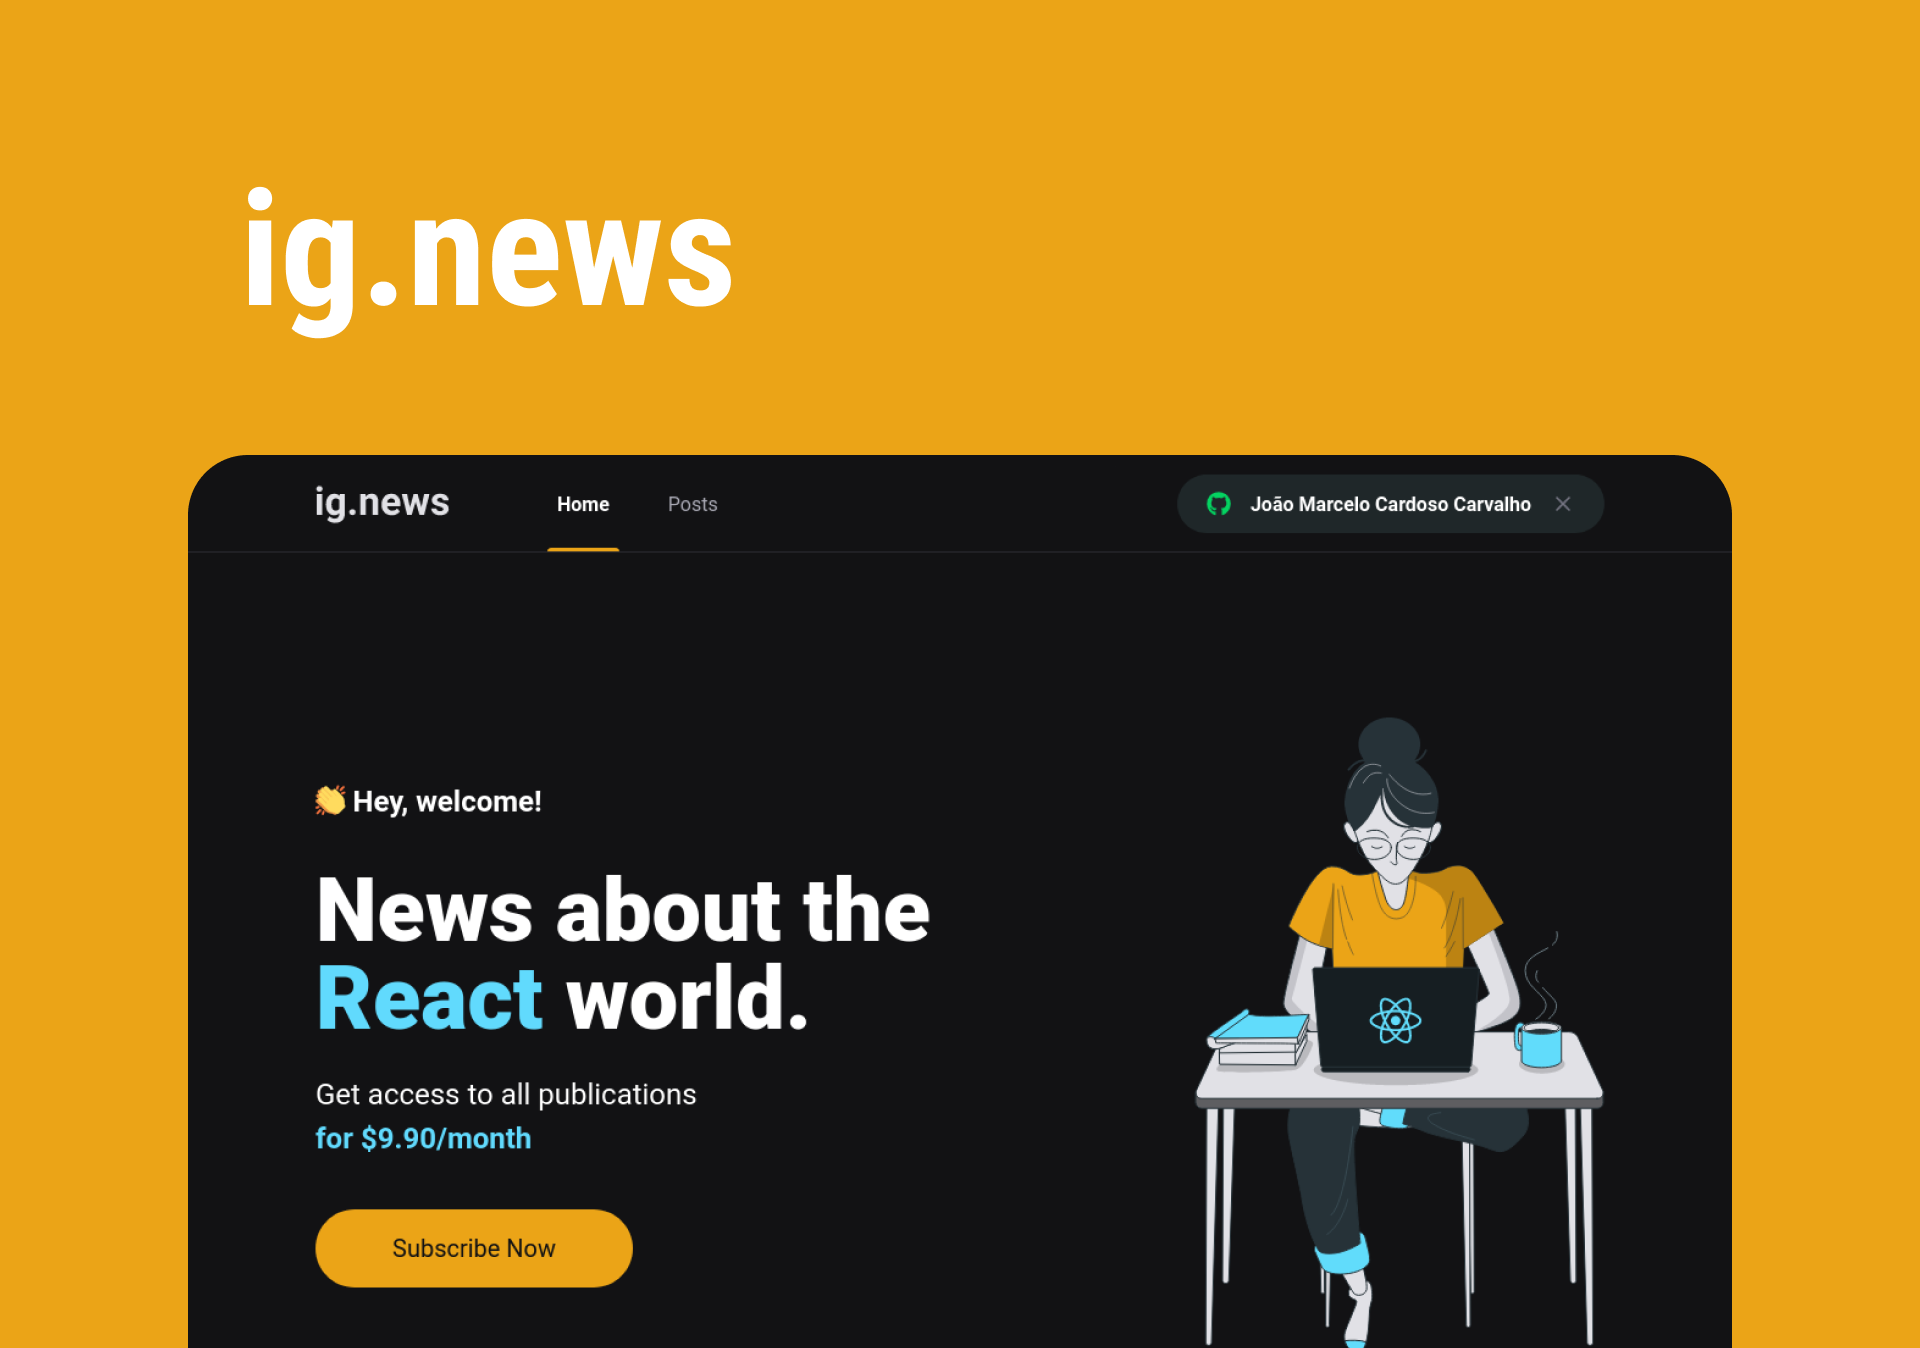 ig.news
ig.news
Home
Posts
João Marcelo Cardoso Carvalho
👏 Hey, welcome!
News about the
React world.
Get access to all publications
for $9.90/month
Subscribe Now